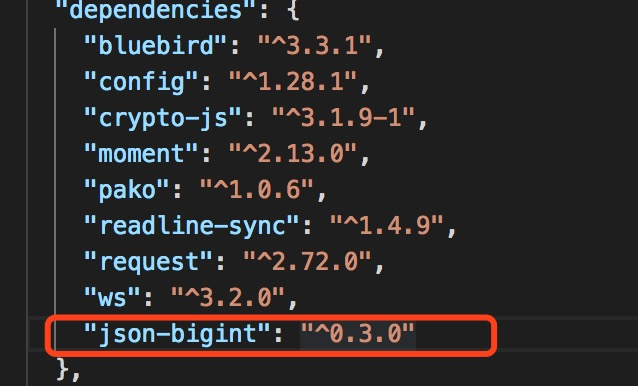 "dependencies": {
"bluebird": "^3.3.1",
"config": "^1.28.1",
"crypto-js": "^3.1.9-1",
"moment": "^2.13.0",
"pako": "^1.0.6",
"readline-sync": "^1.4.9",
"request": "^2.72.0",
"ws": "^3.2.0",
"json-bigint": "^0.3.0"
},